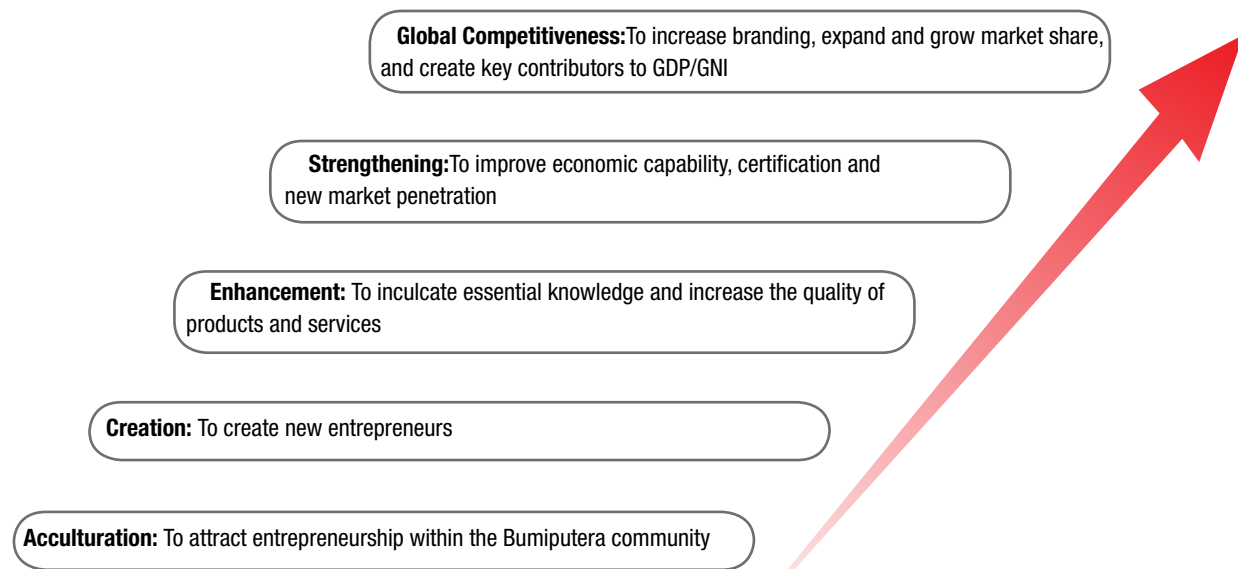 Global Competitiveness:To increase branding, expand and grow market share,
and create key contributors to GDP/GNI
Strengthening:To improve economic capability, certification and
new market penetration
Enhancement: To inculcate essential knowledge and increase the quality of
products and services
Creation: To create new entrepreneurs
Acculturation: To attract entrepreneurship within the Bumiputera community